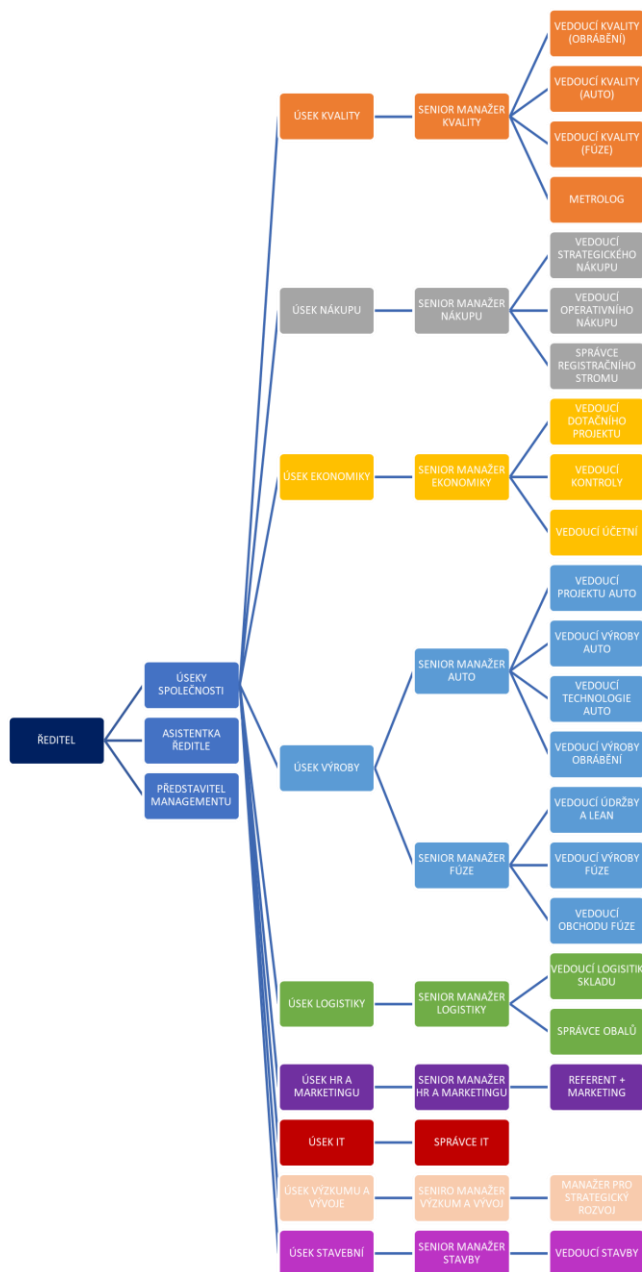 ŘEDITEL
ÚSEKY
SPOLEČNOSTI
ASISTENTKA
ŘEDITLE
PŘEDSTAVITEL
MANAGEMENTU
ÚSEK KVALITY
SENIOR MANAŽER
KVALITY
VEDOUCÍ KVALITY
(OBRÁBĚNÍ)
VEDOUCÍ KVALITY
(AUTO)
VEDOUCÍ KVALITY
(FÚZE)
METROLOG
ÚSEK NÁKUPU
SENIOR MANAŽER
NÁKUPU
VEDOUCÍ
STRATEGICKÉHO
NÁKUPU
VEDOUCÍ
OPERATIVNÍHO
NÁKUPU
SPRÁVCE
REGISTRAČNÍHO
STROMU
ÚSEK EKONOMIKY
SENIOR MANAŽER
EKONOMIKY
VEDOUCÍ
DOTAČNÍHO
PROJEKTU
VEDOUCÍ
KONTROLY
VEDOUCÍ ÚČETNÍ
ÚSEK VÝROBY
SENIOR MANAŽER
AUTO
VEDOUCÍ
PROJEKTU AUTO
VEDOUCÍ VÝROBY
AUTO
VEDOUCÍ
TECHNOLOGIE
AUTO
VEDOUCÍ VÝROBY
OBRÁBĚNÍ
SENIOR MANAŽER
FÚZE
VEDOUCÍ ÚDRŽBY
A LEAN
VEDOUCÍ VÝROBY
FÚZE
VEDOUCÍ
OBCHODU FÚZE
ÚSEK LOGISTIKY
SENIOR MANAŽER
LOGISTIKY
VEDOUCÍ LOGISITIK
SKLADU
SPRÁVCE OBALŮ
ÚSEK HR A
MARKETINGU
SENIOR MANAŽER
HR A MARKETINGU
REFERENT +
MARKETING
ÚSEK IT
SPRÁVCE IT
ÚSEK VÝZKUMU A
VÝVOJE
SENIRO MANAŽER
VÝZKUM A VÝVOJ
MANAŽER PRO
STRATEGICKÝ
ROZVOJ
ÚSEK STAVEBNÍ
SENIOR MANAŽER
STAVBY
VEDOUCÍ STAVBY